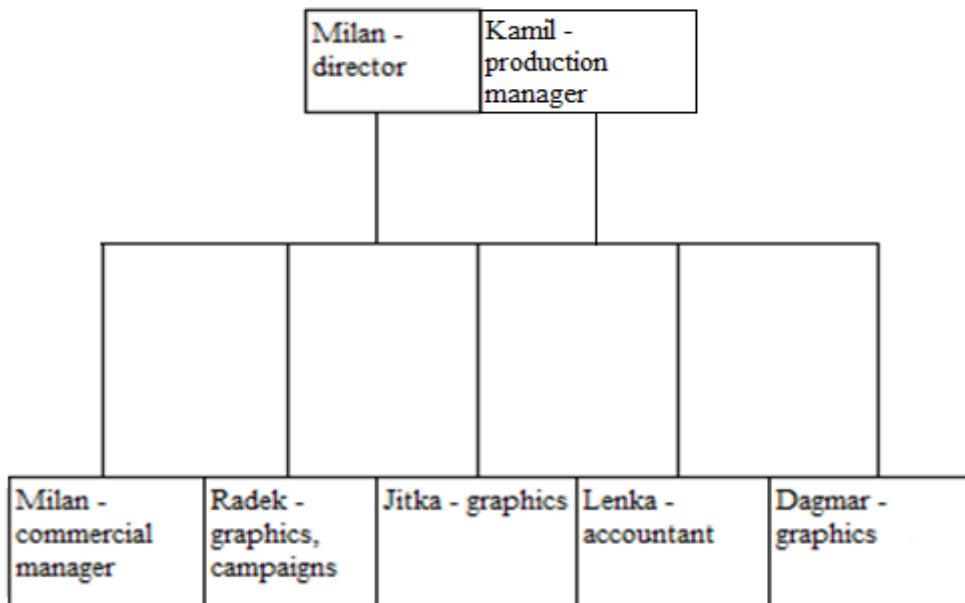 Milan -
director
Kamil -
production
manager
Milan -
commercial
manager
Radek -
graphics,
campaigns
Jitka - graphics
Lenka -
accountant
Dagmar -
graphics